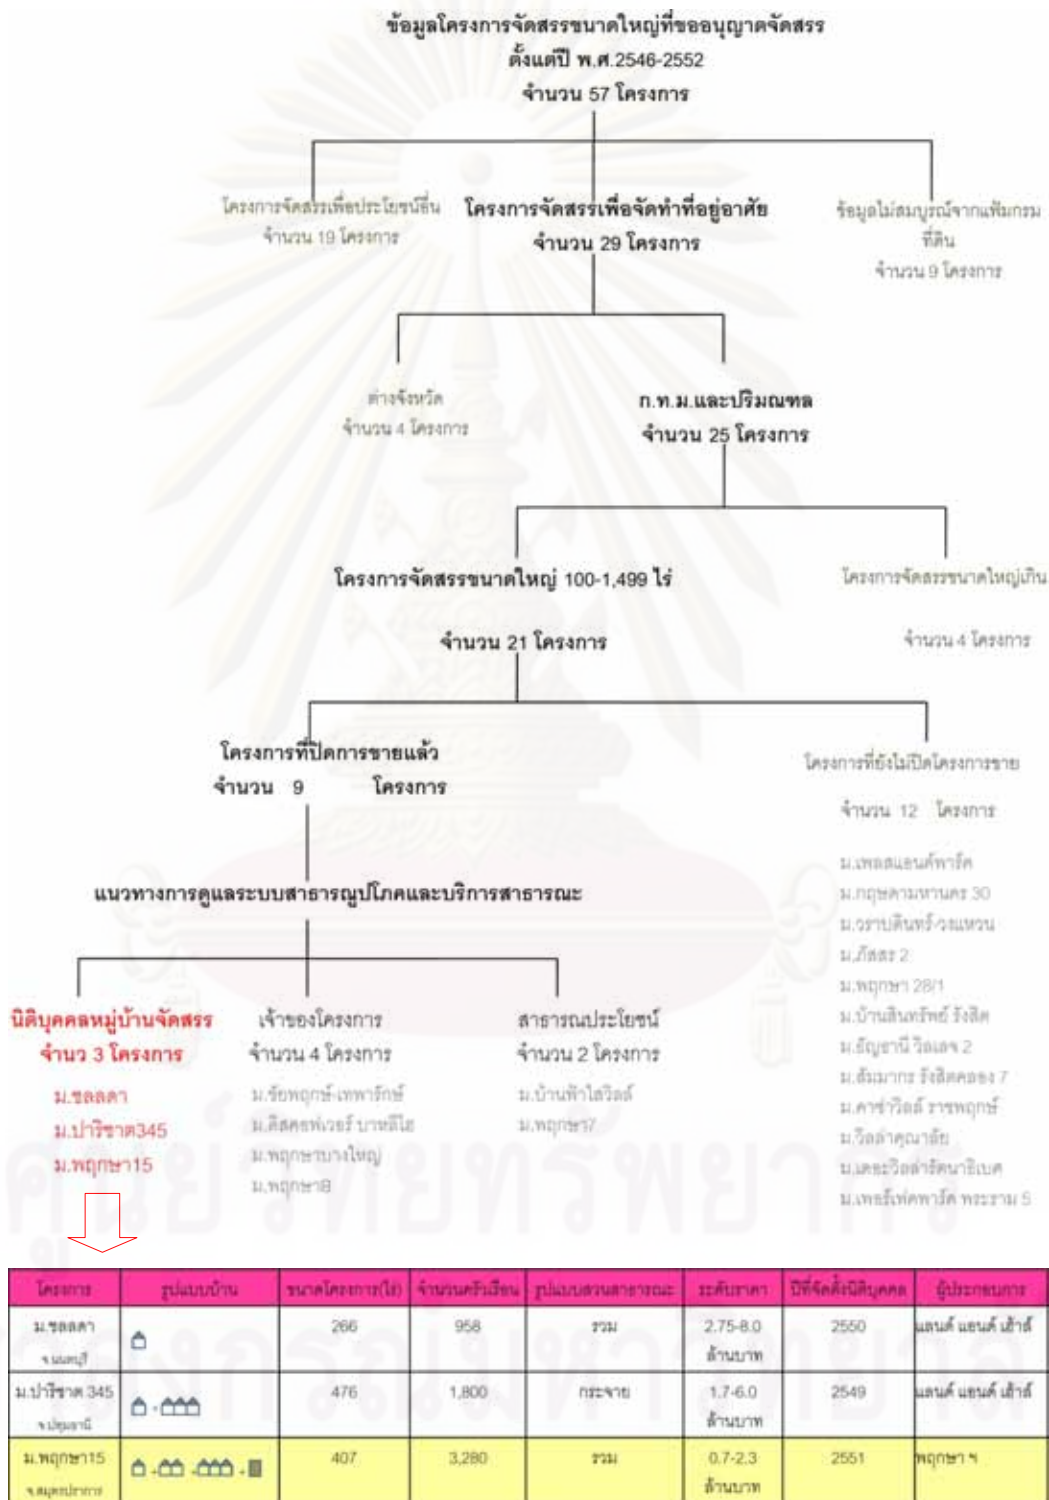 ข้อมูลโครงการจัดสรรขนาดใหญ่ที่ขออนุญาตจัดสรร
ตั้งแต่ปี พ.ศ.2546-2552
จำนวน 57 โครงการ
โครงการจัดสรรเพื่อประโยชน์อื่น
จำนวน 19 โครงการ
โครงการจัดสรรเพื่อจัดทำที่อยู่อาศัย
จำนวน 29 โครงการ
ข้อมูลไม่สมบูรณ์จากแฟ้มกรม
ที่ดิน
จำนวน 9 โครงการ
ต่างจังหวัด
จำนวน 4 โครงการ
ก.ท.ม.และปริมณฑล
จำนวน 25 โครงการ
โครงการจัดสรรขนาดใหญ่ 100-1,499 ไร่
จำนวน 21 โครงการ
โครงการจัดสรรขนาดใหญ่เกิน
จำนวน 4 โครงการ
โครงการที่ปิดการขายแล้ว
จำนวน 9 โครงการ
โครงการที่ยังไม่ปิดโครงการขาย
จำนวน 12 โครงการ
ม.เพลสแอนด์พาร์ค
ม.กฤษดามหานคร 30
ม.วราบดินทร์-วงแหวน
ม.ภัสสร 2
ม.พฤกษา 28/1
ม.บ้านสินทรัพย์ รังสิต
ม.ธัญธานี วิลเลจ 2
ม.สัมมากร รังสิตคลอง 7
ม.คาซ่าวิลล์ ราชพฤกษ์
ม.วิลล่าคุณาลัย
ม.เดอะวิลล่ารัตนาธิเบศ
ม.เพอร์เฟคพาร์ค พระราม 5
แนวทางการดูแลระบบสาธารณูปโภคและบริการสาธารณะ
นิติบุคคลหมู่บ้านจัดสรร
จำนว 3 โครงการ
ม.ชลลดา
ม.ปาริชาต345
ม.พฤกษา15
เจ้าของโครงการ
จำนวน 4 โครงการ
ม.ชัยพฤกษ์-เทพารักษ์
ม.ดิสคอฟเวอรี่ บาหลีไฮ
ม.พฤกษาบางใหญ่
ม.พฤกษา8
สาธารณประโยชน์
จำนวน 2 โครงการ
ม.บ้านฟ้าใสวิลล์
ม.พฤกษา7
โครงการ รูปแบบบ้าน ขนาดโครงการ(ไร่) จำนวนครัวเรือน รูปแบบสวนสาธารณะ ระดับราคา ปีที่จัดตั้งนิติบุคคล ผู้ประกอบการ
ม.ชลลดา 266 958 รวม 2.75-8.0 2550 แลนด์ แอนด์ เฮ้าส์
จ.นนทบุรี ล้านบาท
ม.ปาริชาต 345 476 1,800 กระจาย 1.7-6.0 2549 แลนด์ แอนด์ เฮ้าส์
จ.ปทุมธานี ล้านบาท
ม.พฤกษา15 407 3,280 รวม 0.7-2.3 2551 พฤกษา ฯ
จ.สมุทรปราการ ล้านบาท
ศูนย์วิทยทรัพยากร
จุฬาลงกรณ์มหาวิทยาลัย